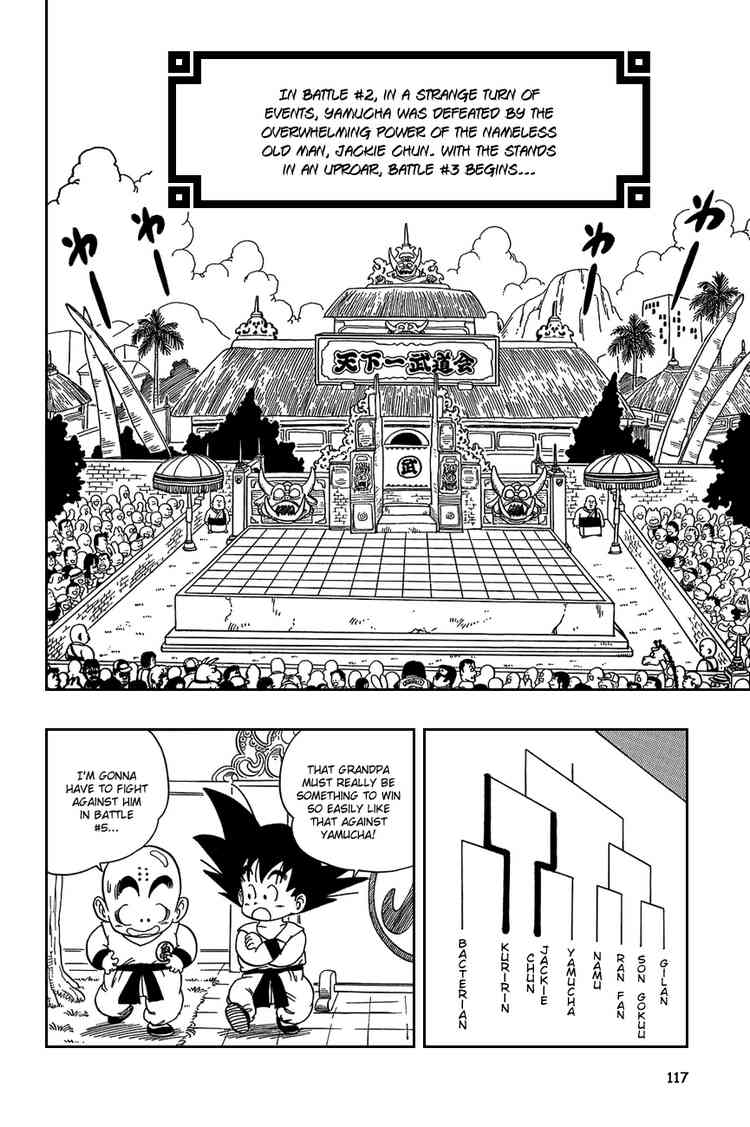 IN BATTLE #2, IN A STRANGE TURN OF
EVENTS, YAMUCHA WAS DEFEATED BY THE
OVERWHELMING POWER OF THE NAMELESS
OLD MAN, JACKIE CHUN. WITH THE STANDS
IN AN UPROAR, BATTLE #3 BEGINS...
わー
わー
わー
わー
天下一武道会
武
THAT GRANDPA
MUST REALLY BE
SOMETHING TO WIN
SO EASILY LIKE
THAT AGAINST
YAMUCHA!
I'M GONNA
HAVE TO FIGHT
AGAINST HIM
IN BATTLE
#5...
BACTERIAN
KURIRIN
JACKIE
CHUN
YAMUCHA
NAMU
RAN FAN
SON GOKUU
GILAN
117